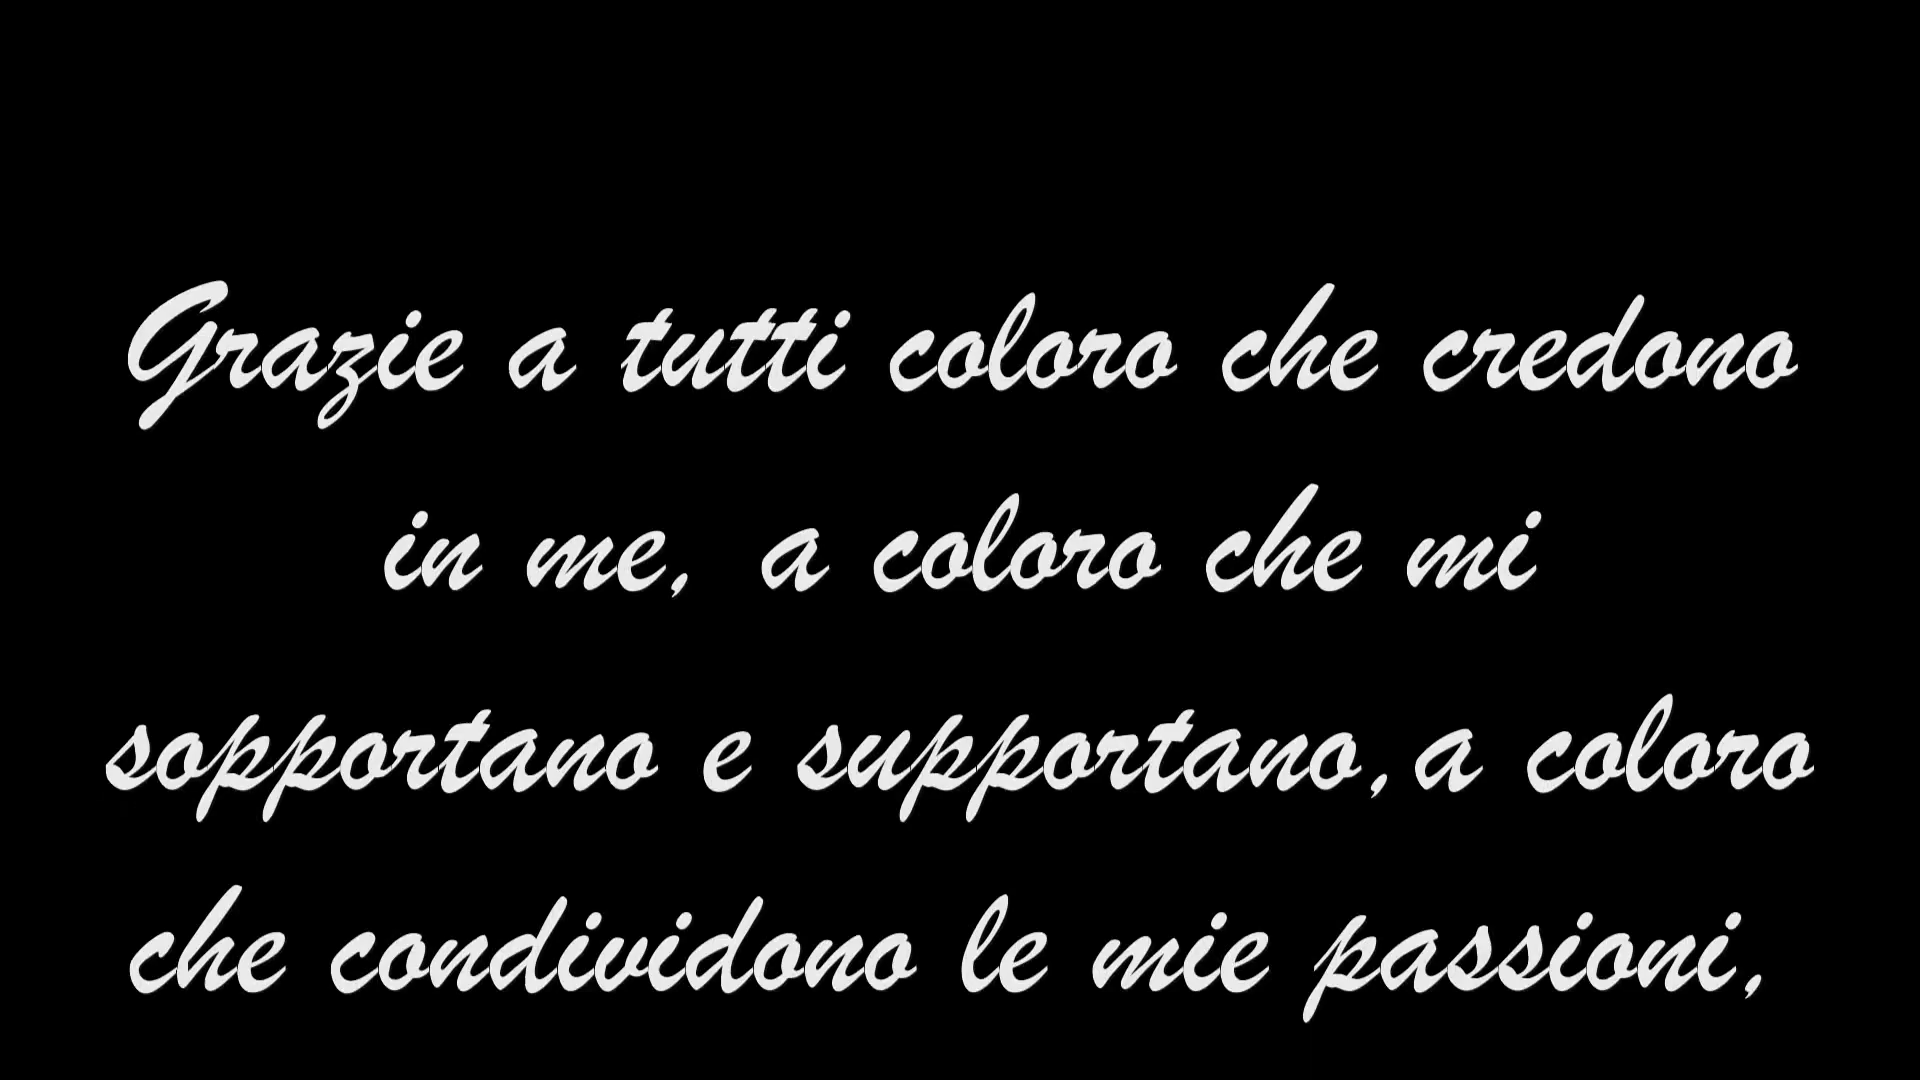 Grazie a tutti coloro che credono
in me, a coloro che mi
sopportano e supportano,a coloro
che condividono le mie passioni,